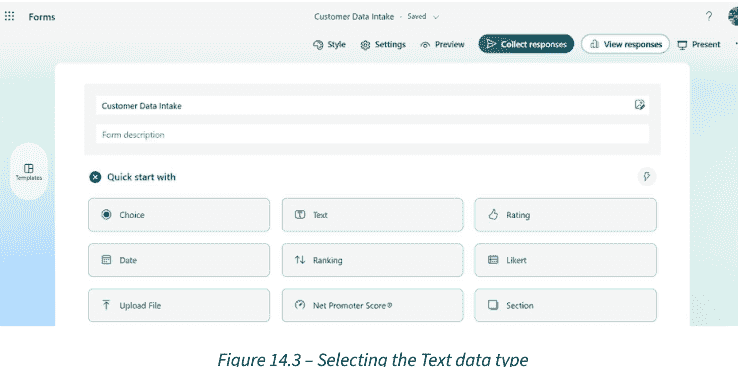 Forms
Customer Data Intake · Saved
?
Style Settings Preview Collect responses View responses Present
Customer Data Intake
Form description
Templates
Quick start with
Choice Text Rating
Date Ranking Likert
Upload File Net Promoter Score® Section
Figure 14.3 – Selecting the Text data type